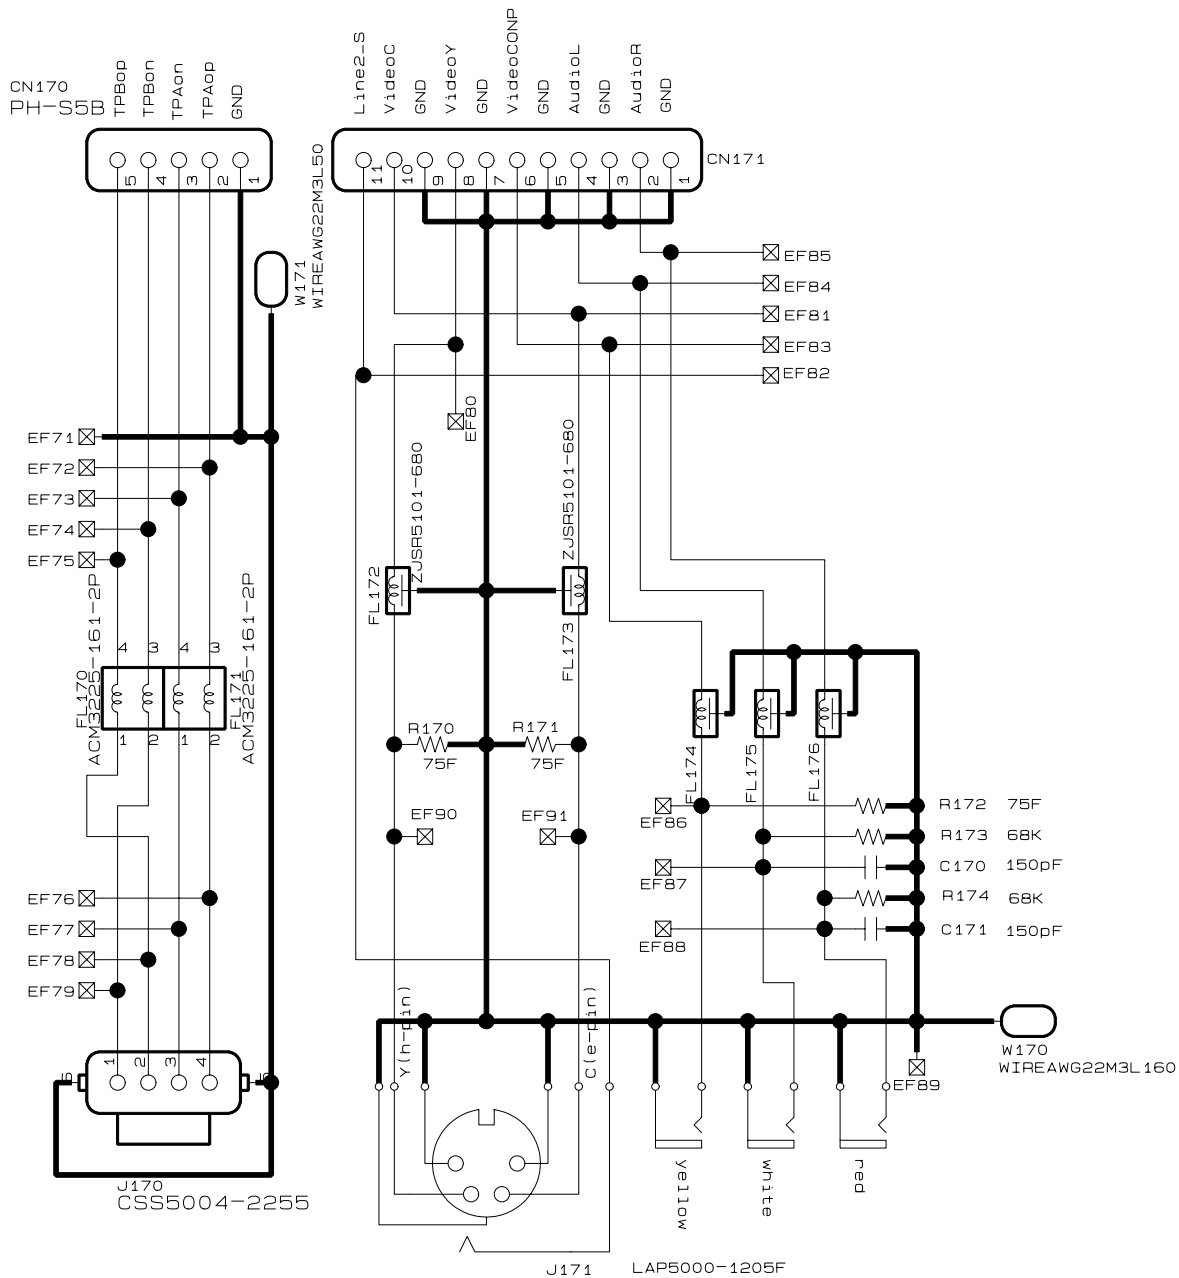 CN170
PH-S5B
TPBop
TPBon
TPAon
TPAop
GND
5
4
3
2
1
W171
WIREAWG22M3L50
Line2_S
VideoC
GND
VideoY
GND
VideoCONP
GND
AudioL
GND
AudioR
GND
11
10
9
8
7
6
5
4
3
2
1
CN171
EF85
EF84
EF81
EF83
EF82
EF80
EF71
EF72
EF73
EF74
EF75
FL170
ACM3225-161-2P
4
3
4
3
1
2
1
2
FL171
ACM3225-161-2P
FL172
ZJSR5101-680
FL173
ZJSR5101-680
R170
75F
R171
75F
EF90
EF91
FL174
FL175
FL176
EF86
EF87
EF88
R172 75F
R173 68K
C170 150pF
R174 68K
C171 150pF
EF76
EF77
EF78
EF79
1
2
3
4
5
6
J170
CSS5004-2255
Y(h-pin)
C(e-pin)
W170
WIREAWG22M3L160
EF89
yellow
white
red
J171 LAP5000-1205F